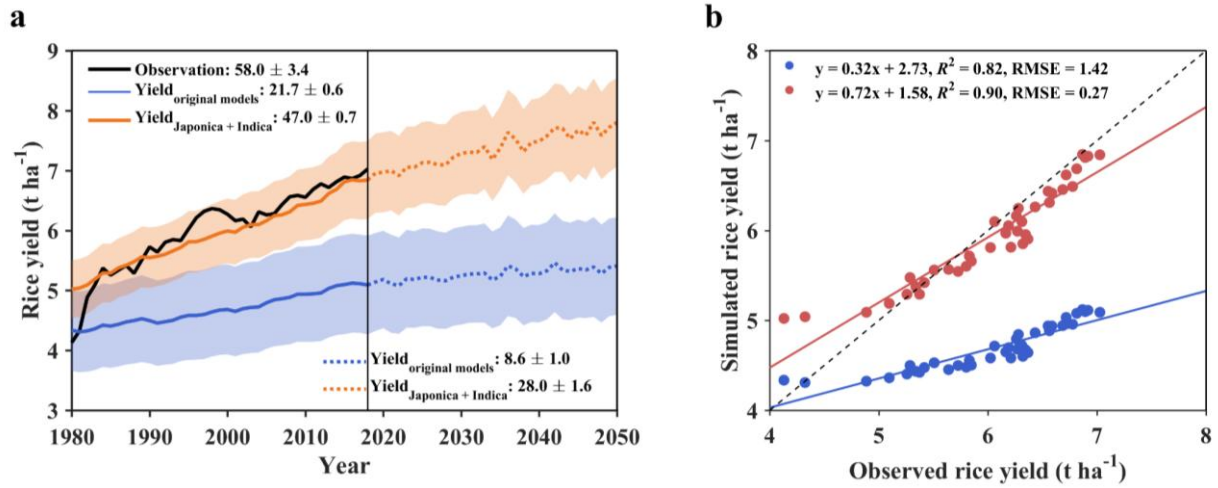 a
Rice yield (t ha⁻¹)
9
8
7
6
5
4
3
Observation: 58.0 ± 3.4
Yield original models: 21.7 ± 0.6
Yield Japonica + Indica: 47.0 ± 0.7
Yield original models: 8.6 ± 1.0
Yield Japonica + Indica: 28.0 ± 1.6
1980 1990 2000 2010 2020 2030 2040 2050
Year
b
Simulated rice yield (t ha⁻¹)
8
7
6
5
4
y = 0.32x + 2.73, R² = 0.82, RMSE = 1.42
y = 0.72x + 1.58, R² = 0.90, RMSE = 0.27
4 5 6 7 8
Observed rice yield (t ha⁻¹)